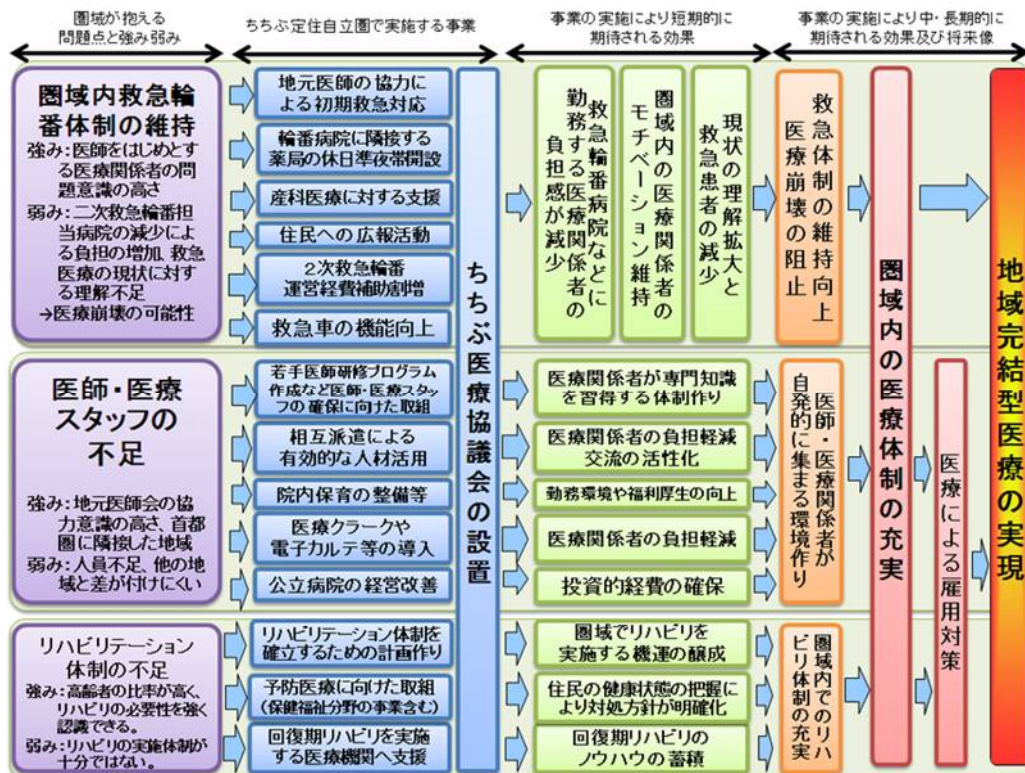 圏域が抱える
問題点と強み弱み
ちちぶ定住自立圏で実施する事業
事業の実施により短期的に
期待される効果
事業の実施により中・長期的に
期待される効果及び将来像
圏域内救急輪
番体制の維持
強み:医師をはじめとす
る医療関係者の問
題意識の高さ
弱み:二次救急輪番担
当病院の減少によ
る負担の増加、救急
医療の現状に対す
る理解不足
→医療崩壊の可能性
地元医師の協力に
よる初期救急対応
輪番病院に隣接する
薬局の休日準夜帯開設
産科医療に対する支援
住民への広報活動
2次救急輪番
運営経費補助割増
救急車の機能向上
ちちぶ医療協議会の設置
救急輪番病院などに
勤務する医療関係者の
負担感が減少
圏域内の医療関係者の
モチベーション維持
現状の理解拡大と
救急患者の減少
救急体制の維持向上
医療崩壊の阻止
圏域内の医療体制の充実
地域完結型医療の実現
医師・医療
スタッフの
不足
強み:地元医師会の協
力意識の高さ、首都
圏に隣接した地域
弱み:人員不足、他の地
域と差が付けにくい
若手医師研修プログラム
作成など医師・医療スタッ
フの確保に向けた取組
相互派遣による
有効的な人材活用
院内保育の整備等
医療クラークや
電子カルテ等の導入
公立病院の経営改善
医療関係者が専門知識
を習得する体制作り
医療関係者の負担軽減
交流の活性化
勤務環境や福利厚生の向上
医療関係者の負担軽減
投資的経費の確保
医師・医療関係者が
自発的に集まる環境作り
医療による雇用対策
リハビリテーション
体制の不足
強み:高齢者の比率が高く、
リハビリの必要性を強く
認識できる。
弱み:リハビリの実施体制が
十分ではない。
リハビリテーション体制を
確立するための計画作り
予防医療に向けた取組
(保健福祉分野の事業含む)
回復期リハビリを実施
する医療機関へ支援
圏域でリハビリを
実施する機運の醸成
住民の健康状態の把握に
より対処方針が明確化
回復期リハビリの
ノウハウの蓄積
圏域内でのリハ
ビリ体制の充実